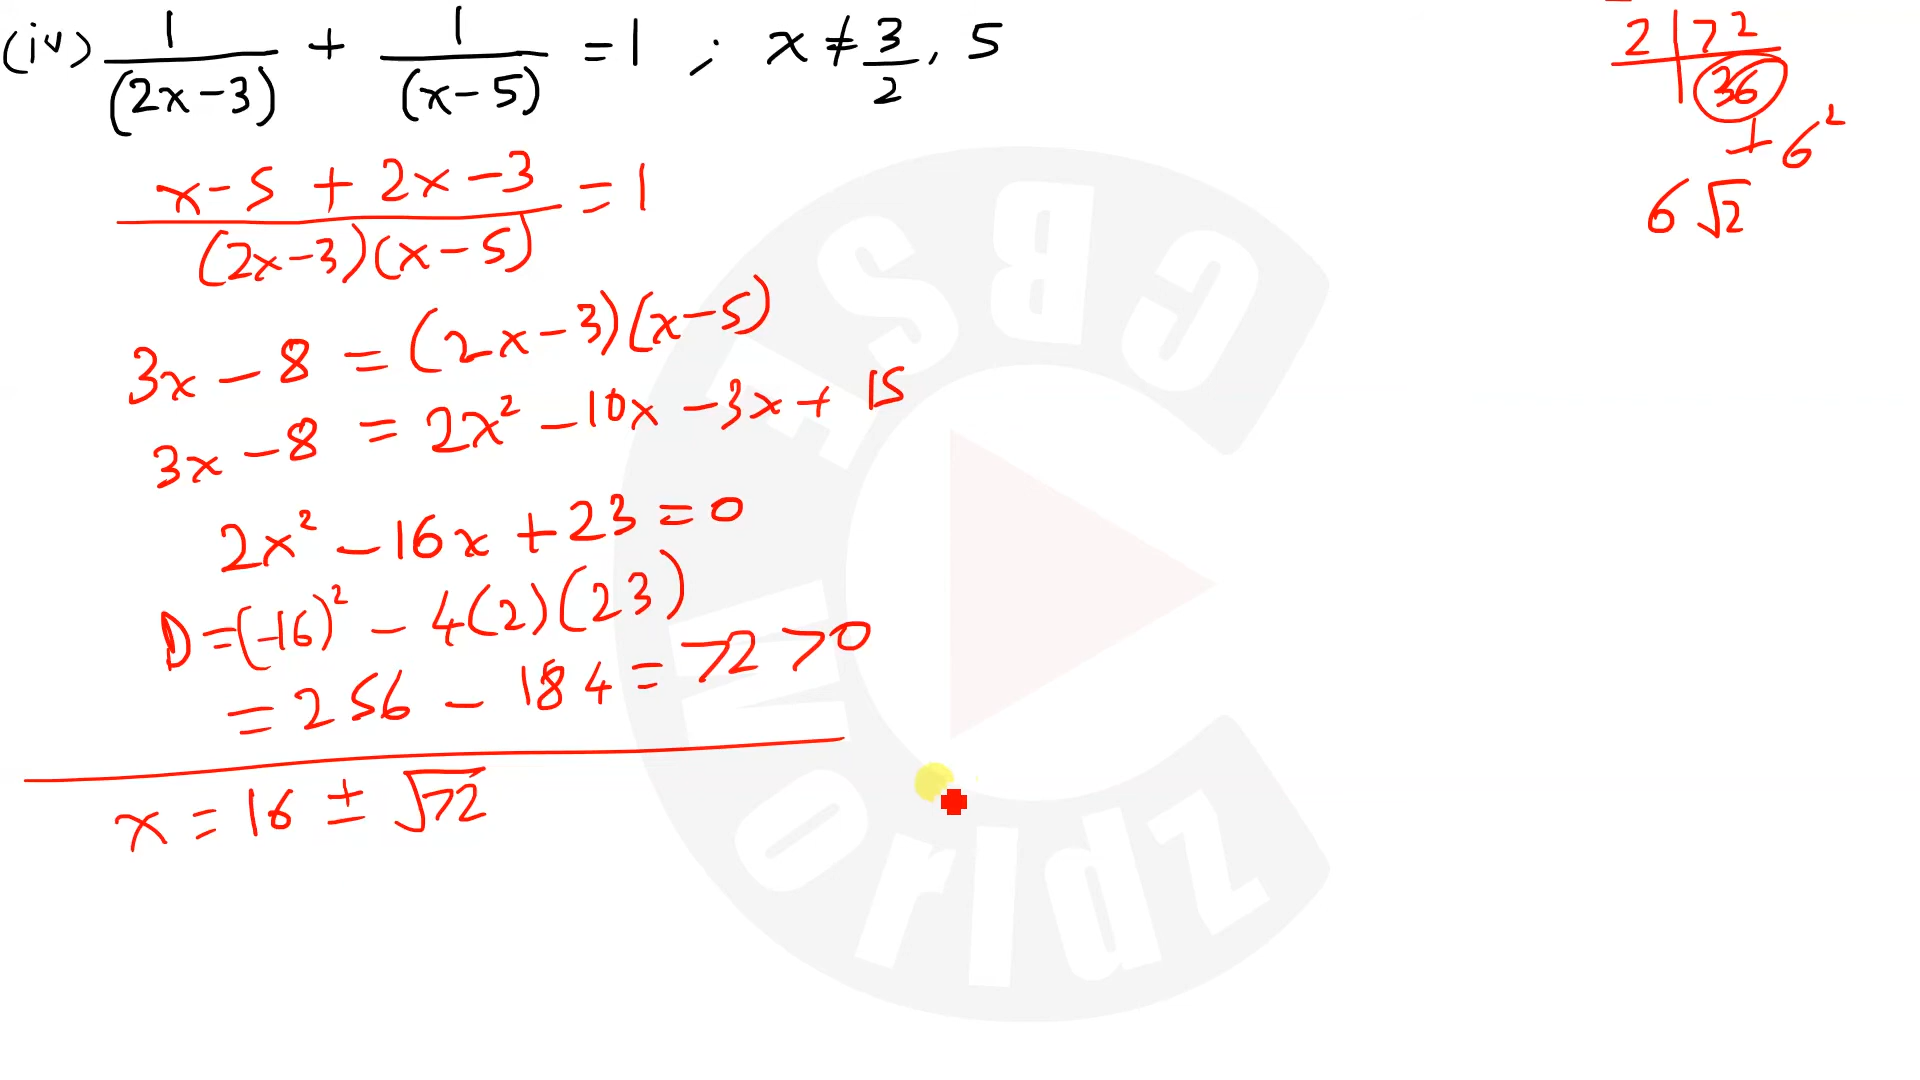 (iv) 1/(2x-3) + 1/(x-5) = 1 ; x ≠ 3/2, 5
(x-5 + 2x-3)/((2x-3)(x-5)) = 1
3x - 8 = (2x-3)(x-5)
3x - 8 = 2x² - 10x - 3x + 15
2x² - 16x + 23 = 0
D = (-16)² - 4(2)(23)
= 256 - 184 = 72 > 0
x = 16 ± √72
2 | 72
36
± 6²
6√2
CBSE
Worldz